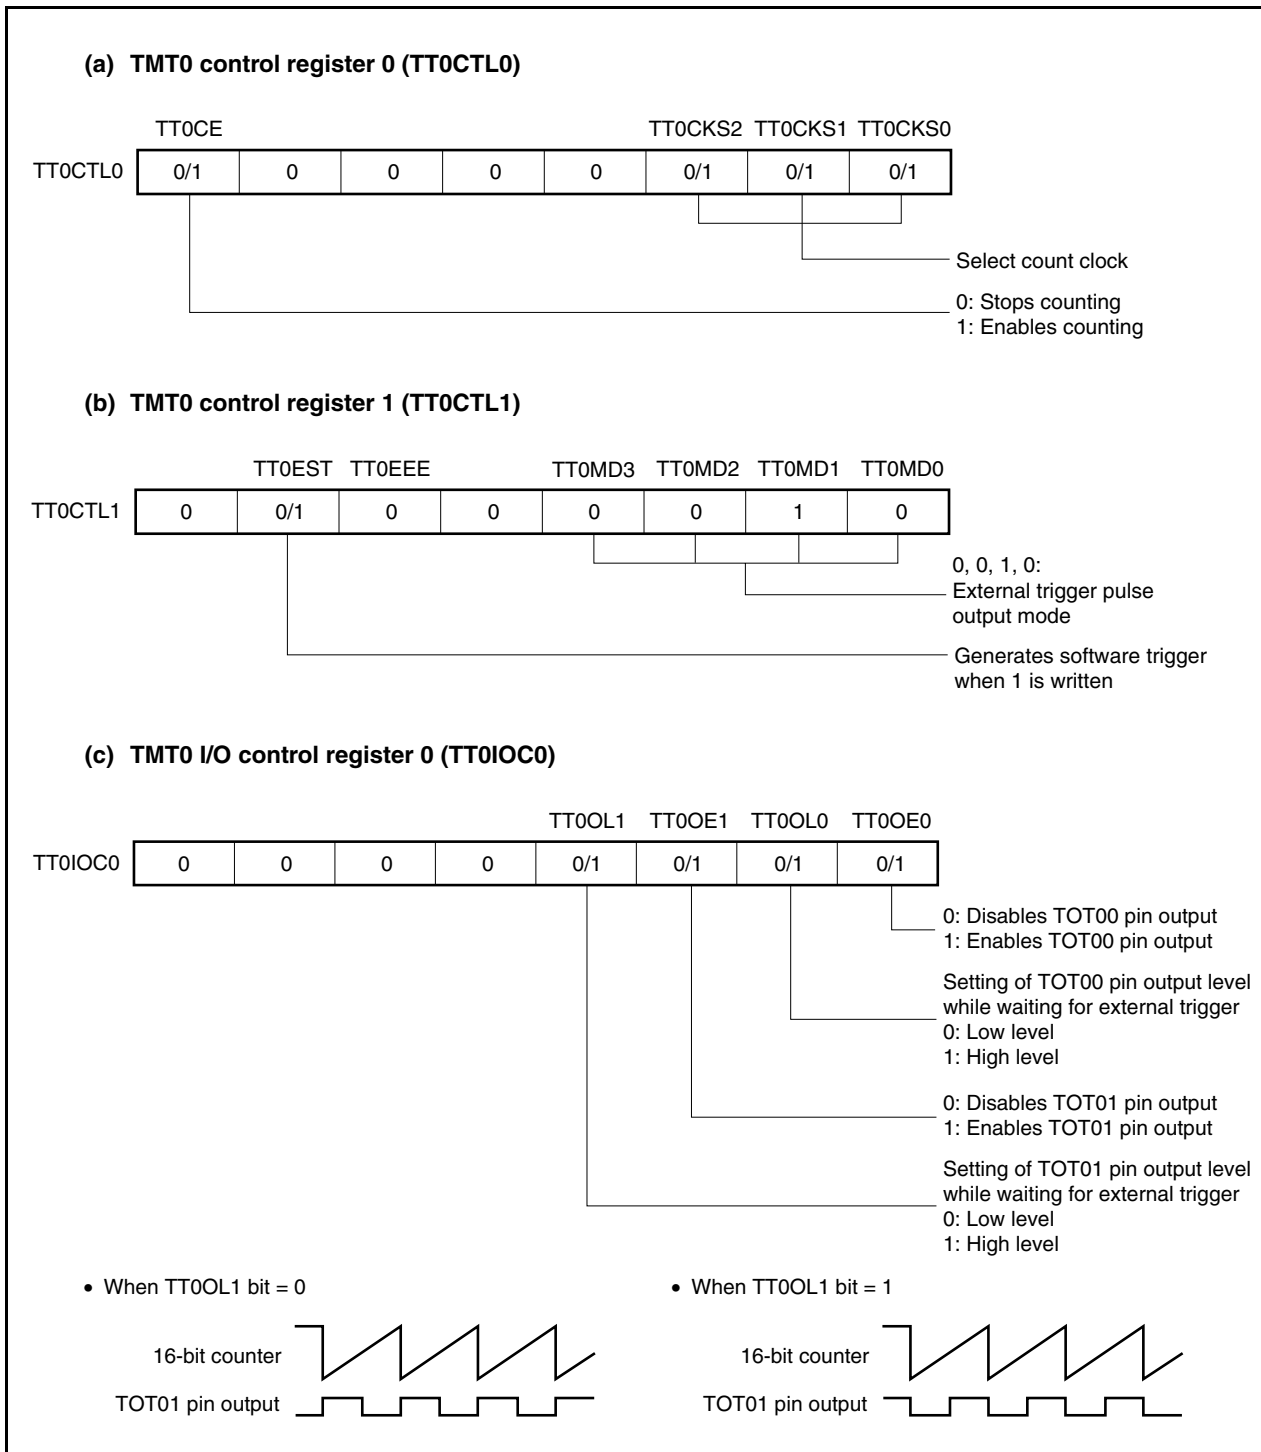 (a) TMT0 control register 0 (TT0CTL0)
TT0CE TT0CKS2 TT0CKS1 TT0CKS0
TT0CTL0 0/1 0 0 0 0 0/1 0/1 0/1
Select count clock
0: Stops counting
1: Enables counting
(b) TMT0 control register 1 (TT0CTL1)
TT0EST TT0EEE TT0MD3 TT0MD2 TT0MD1 TT0MD0
TT0CTL1 0 0/1 0 0 0 0 1 0
0, 0, 1, 0:
External trigger pulse
output mode
Generates software trigger
when 1 is written
(c) TMT0 I/O control register 0 (TT0IOC0)
TT0OL1 TT0OE1 TT0OL0 TT0OE0
TT0IOC0 0 0 0 0 0/1 0/1 0/1 0/1
0: Disables TOT00 pin output
1: Enables TOT00 pin output
Setting of TOT00 pin output level
while waiting for external trigger
0: Low level
1: High level
0: Disables TOT01 pin output
1: Enables TOT01 pin output
Setting of TOT01 pin output level
while waiting for external trigger
0: Low level
1: High level
• When TT0OL1 bit = 0
16-bit counter
TOT01 pin output
• When TT0OL1 bit = 1
16-bit counter
TOT01 pin output